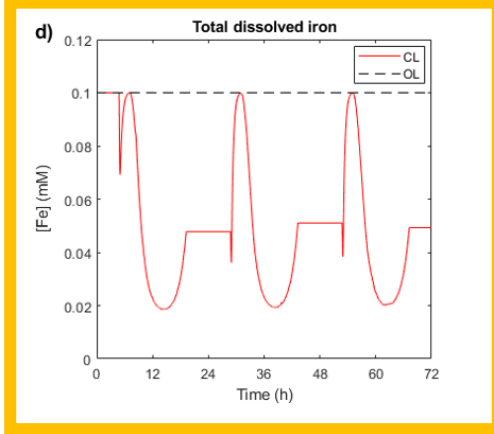 d)
Total dissolved iron
0.12
0.1
0.08
0.06
0.04
0.02
0
[Fe] (mM)
CL
OL
0 12 24 36 48 60 72
Time (h)